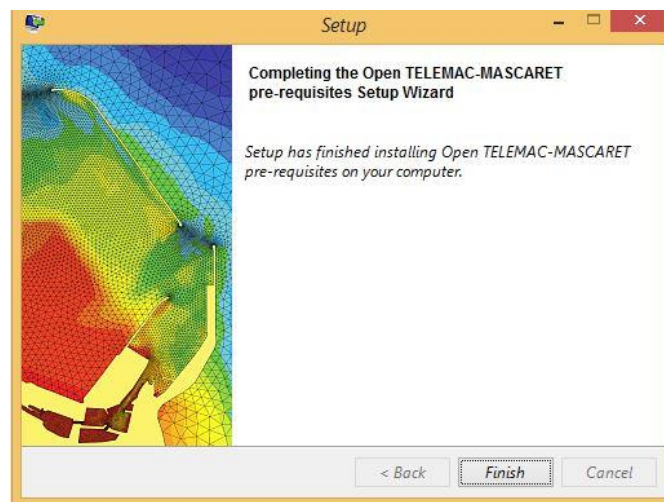 Setup
Completing the Open TELEMAC-MASCARET
pre-requisites Setup Wizard
Setup has finished installing Open TELEMAC-MASCARET
pre-requisites on your computer.
< Back
Finish
Cancel